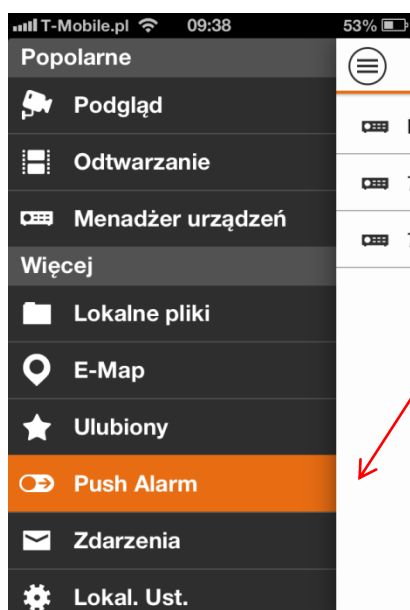 T-Mobile.pl 09:38 53%
Popolarne
Podgląd
Odtwarzanie
Menadżer urządzeń
Więcej
Lokalne pliki
E-Map
Ulubiony
Push Alarm
Zdarzenia
Lokal. Ust.